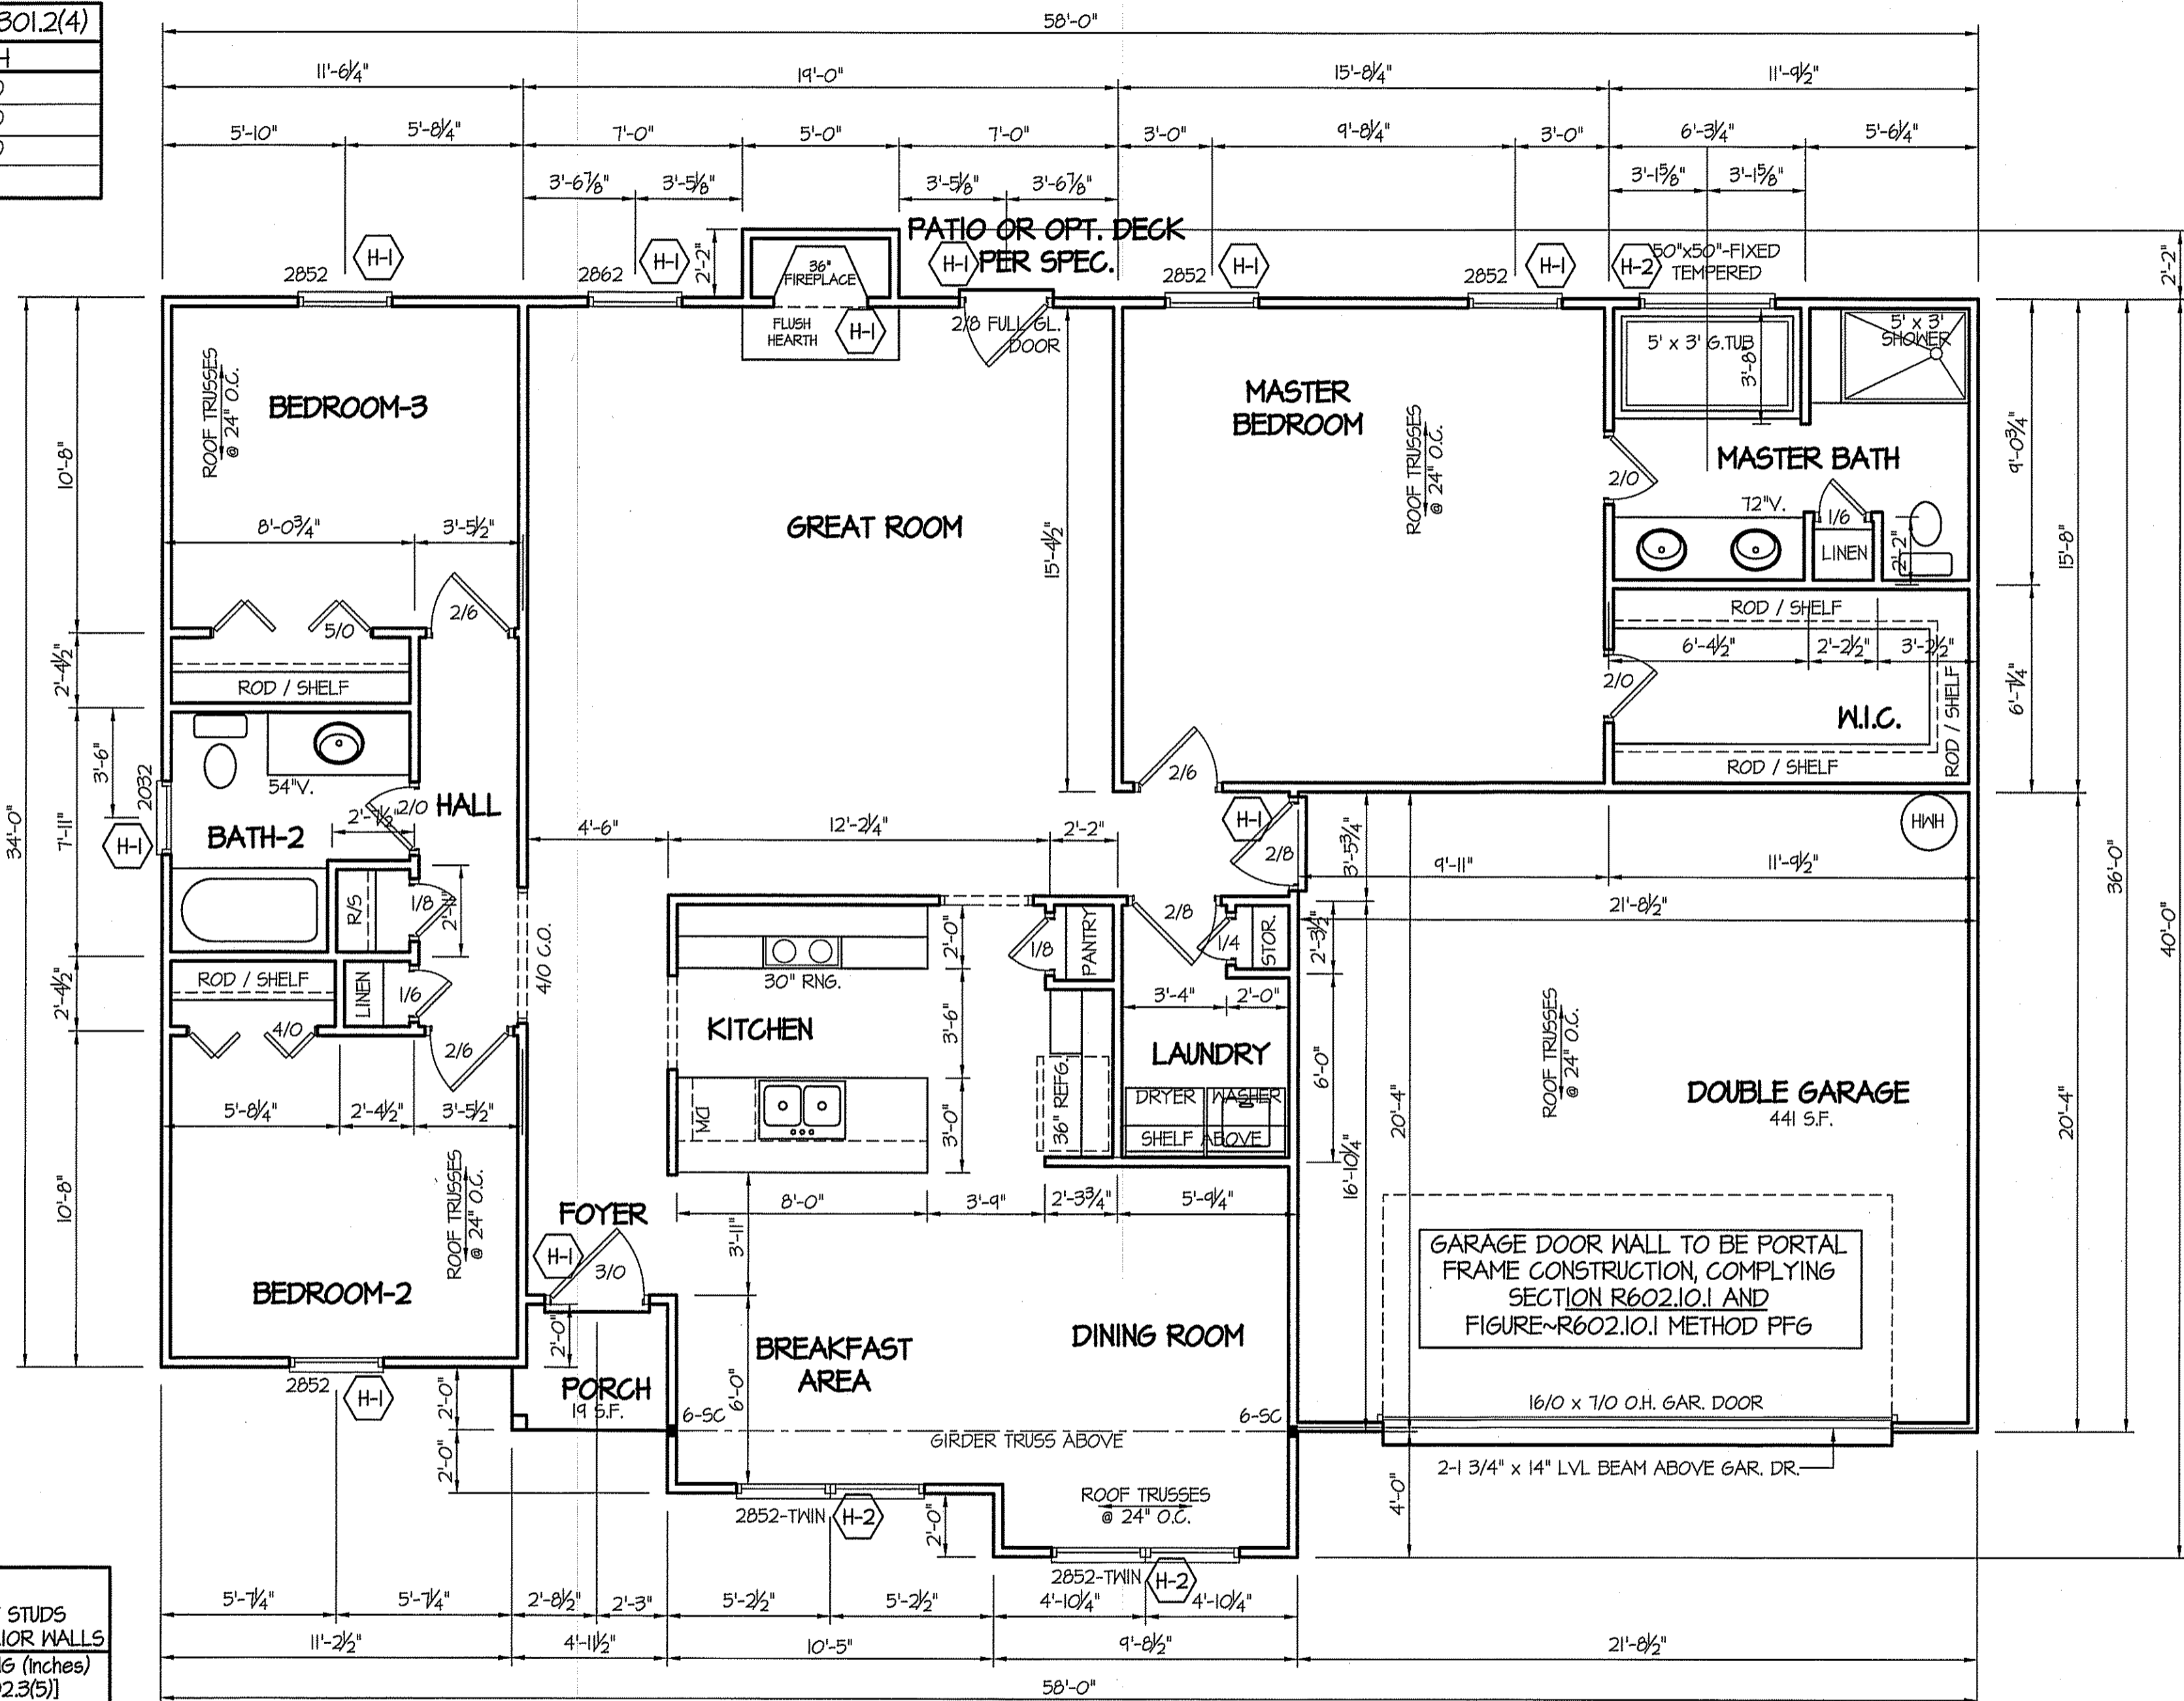 301.2(4)
58'-0"
11'-6¼" 19'-0" 15'-8¼" 11'-9½"
5'-10" 5'-8¼" 7'-0" 5'-0" 7'-0" 3'-0" 9'-8¼" 3'-0" 6'-3¼" 5'-6¼"
3'-6⅞" 3'-5⅛" 3'-5⅛" 3'-6⅞" 3'-1⅝" 3'-1⅝"
PATIO OR OPT. DECK
PER SPEC.
2852 H-1
2862 H-1
2'-2"
36"
FIREPLACE
H-1
2852 H-1
2852 H-1
H-2
50"x50"-FIXED
TEMPERED
2'-2"
FLUSH
HEARTH
H-1
2/8 FULL GL.
DOOR
5' x 3' G.TUB
3'-8"
5' x 3'
SHOWER
ROOF TRUSSES
@ 24" O.C.
BEDROOM-3
10'-8"
8'-0¾" 3'-5½"
2/6
5/0
ROD / SHELF
2'-4½"
GREAT ROOM
15'-4½"
MASTER
BEDROOM
ROOF TRUSSES
@ 24" O.C.
2/0
MASTER BATH
72"V.
1/6
LINEN
2'-2"
9'-0¾"
15'-8"
ROD / SHELF
6'-4½" 2'-2½" 3'-2½"
2/0
W.I.C.
ROD / SHELF
ROD / SHELF
6'-7¼"
36'-0"
40'-0"
34'-0"
3'-6"
2032
H-1
7'-11"
54"V.
2/0
HALL
BATH-2
R/S
1/8
2'-11"
4'-6" 12'-2¼" 2'-2"
2/6
H-1
2/8
3'-5¾"
HWH
9'-11" 11'-9½"
21'-8½"
4/0 C.O.
2'-4½"
ROD / SHELF
LINEN
1/6
4/0
2/6
5'-8¼" 2'-4½" 3'-5½"
ROOF TRUSSES
@ 24" O.C.
BEDROOM-2
10'-8"
2'-0"
30" RNG.
1/8
PANTRY
2/8
1/4
STOR.
2'-3½"
KITCHEN
3'-6"
3'-4" 2'-0"
LAUNDRY
6'-0"
DW
3'-0"
36" REFG.
DRYER WASHER
SHELF ABOVE
16'-10¼"
20'-4"
ROOF TRUSSES
@ 24" O.C.
DOUBLE GARAGE
441 S.F.
20'-4"
8'-0" 3'-9" 2'-3¾" 5'-9¼"
3'-11"
FOYER
H-1
3/0
2'-0"
GARAGE DOOR WALL TO BE PORTAL
FRAME CONSTRUCTION, COMPLYING
SECTION R602.10.1 AND
FIGURE~R602.10.1 METHOD PFG
BREAKFAST
AREA
6'-0"
DINING ROOM
2852 H-1
2'-0"
PORCH
19 S.F.
6-SC 6-SC
GIRDER TRUSS ABOVE
16/0 x 7/0 O.H. GAR. DOOR
2-1 3/4" x 14" LVL BEAM ABOVE GAR. DR.
2'-0"
2852-TWIN H-2
2'-0"
ROOF TRUSSES
@ 24" O.C.
4'-0"
2852-TWIN H-2
5'-7¼" 5'-7¼" 2'-8½" 2'-3" 5'-2½" 5'-2½" 4'-10¼" 4'-10¼"
11'-2½" 4'-11½" 10'-5" 9'-8½" 21'-8½"
58'-0"
STUDS
IOR WALLS
G (Inches)
2.3(5)]